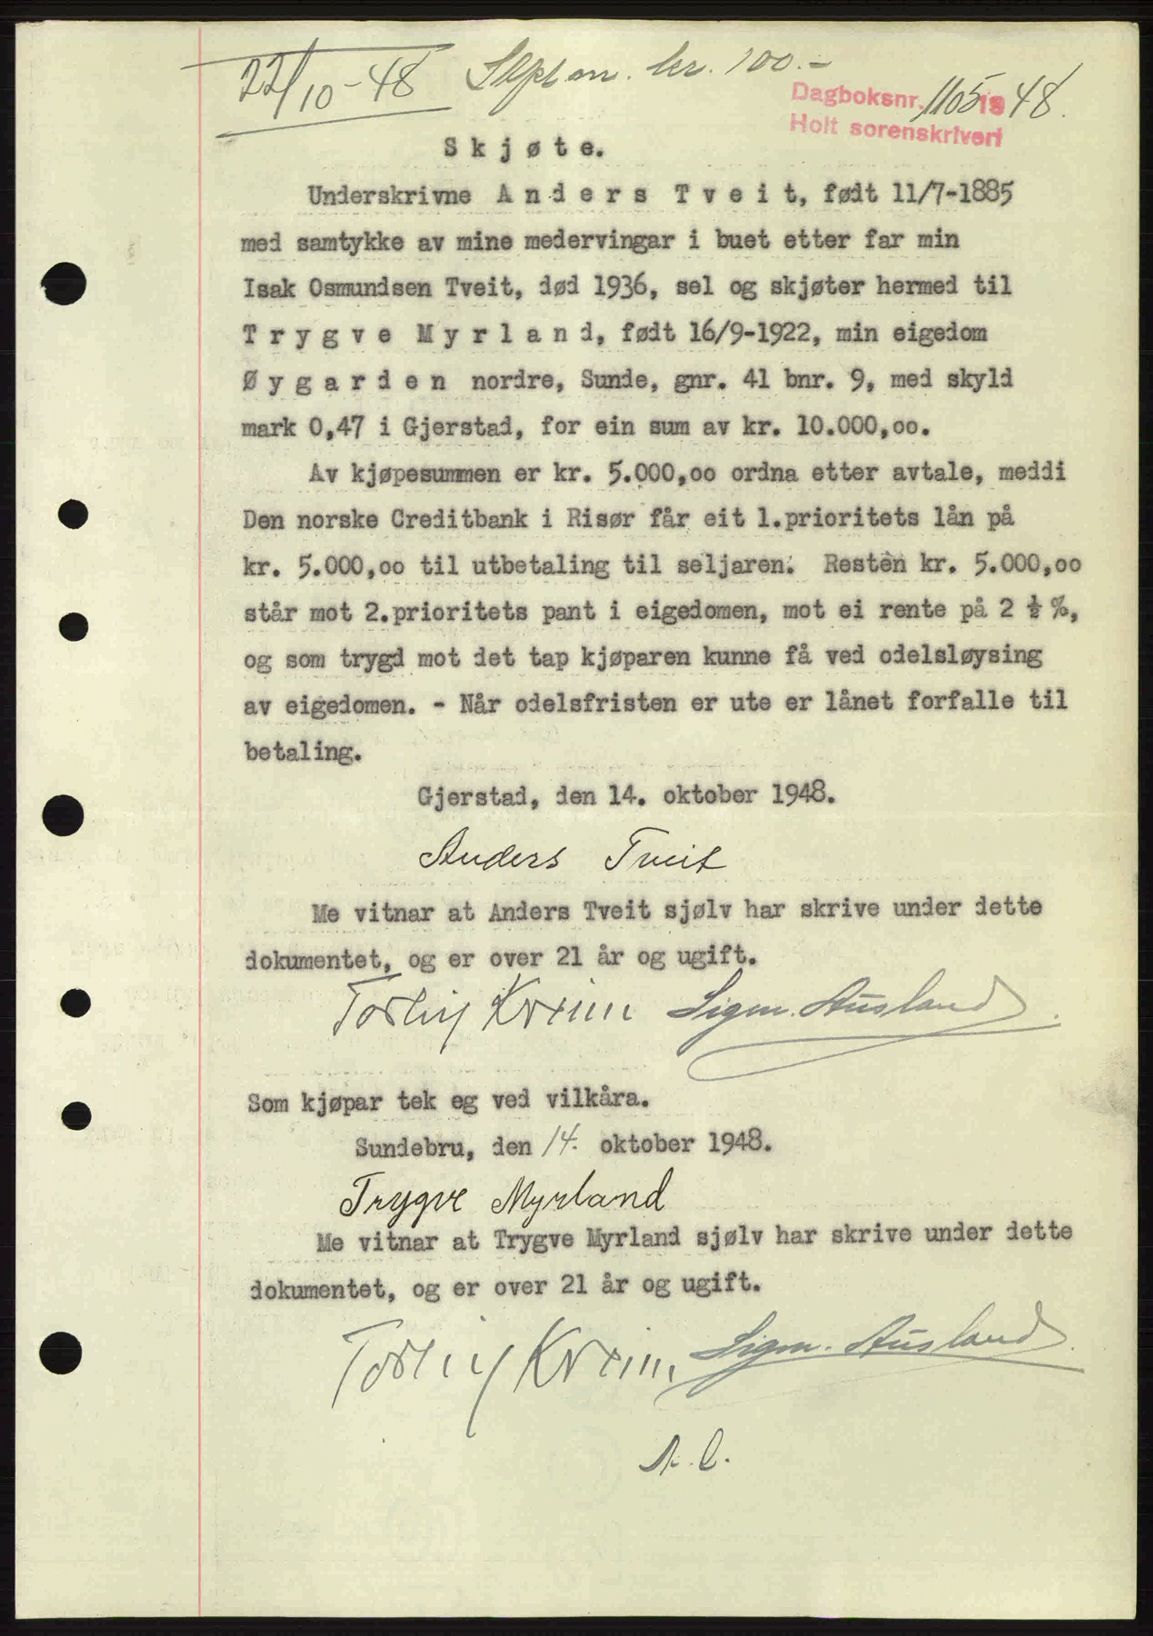 22/10-48 Stpl.m. kr. 100.-
Dagboksnr. 1105 19 48.
Holt sorenskriveri
Skjøte.
Underskrivne Anders Tveit, født 11/7-1885
med samtykke av mine medervingar i buet etter far min
Isak Osmundsen Tveit, død 1936, sel og skjøter hermed til
Trygve Myrland, født 16/9-1922, min eigedom
Øygarden nordre, Sunde, gnr. 41 bnr. 9, med skyld
mark 0,47 i Gjerstad, for ein sum av kr. 10.000,oo.
Av kjøpesummen er kr. 5.000,oo ordna etter avtale, meddi
Den norske Creditbank i Risør får eit 1.prioritets lån på
kr. 5.000,oo til utbetaling til seljaren. Resten kr. 5.000,oo
står mot 2.prioritets pant i eigedomen, mot ei rente på 2 ½ %,
og som trygd mot det tap kjøparen kunne få ved odelsløysing
av eigedomen. - Når odelsfristen er ute er lånet forfalle til
betaling.
Gjerstad, den 14. oktober 1948.
Anders Tveit
Me vitnar at Anders Tveit sjølv har skrive under dette
dokumentet, og er over 21 år og ugift.
Sigm. Ausland.
Som kjøpar tek eg ved vilkåra.
Sundebru, den 14. oktober 1948.
Trygve Myrland
Me vitnar at Trygve Myrland sjølv har skrive under dette
dokumentet, og er over 21 år og ugift.
Sigm. Ausland.